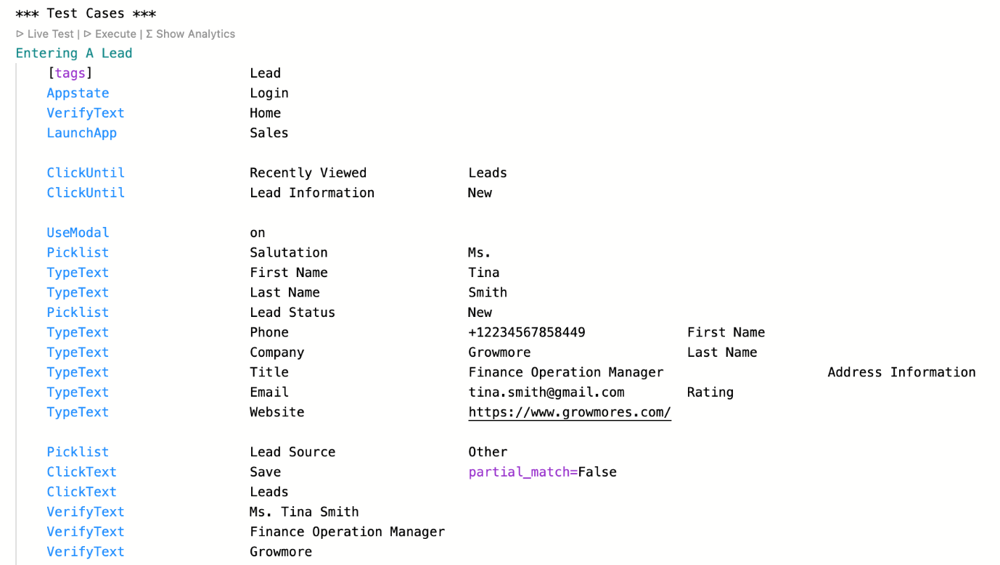 *** Test Cases ***
▷ Live Test | ▷ Execute | Σ Show Analytics
Entering A Lead
[tags] Lead
Appstate Login
VerifyText Home
LaunchApp Sales
ClickUntil Recently Viewed Leads
ClickUntil Lead Information New
UseModal on
Picklist Salutation Ms.
TypeText First Name Tina
TypeText Last Name Smith
Picklist Lead Status New
TypeText Phone +12234567858449 First Name
TypeText Company Growmore Last Name
TypeText Title Finance Operation Manager Address Information
TypeText Email tina.smith@gmail.com Rating
TypeText Website https://www.growmores.com/
Picklist Lead Source Other
ClickText Save partial_match=False
ClickText Leads
VerifyText Ms. Tina Smith
VerifyText Finance Operation Manager
VerifyText Growmore